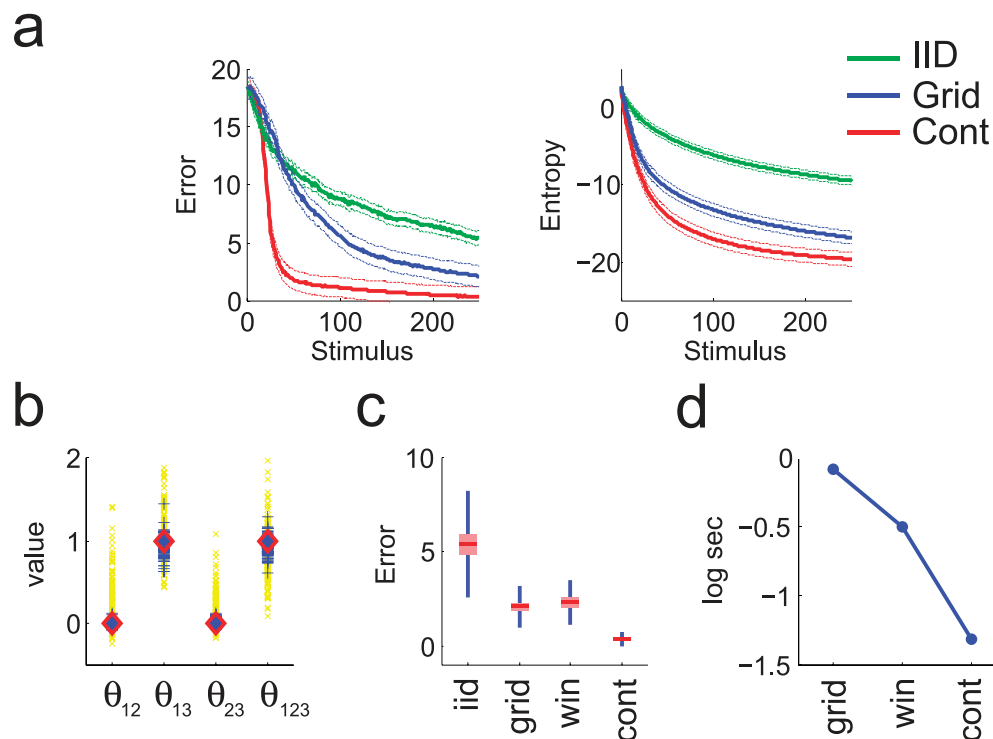 a
Error
20
15
10
5
0
0 100 200
Stimulus
Entropy
0
−10
−20
0 100 200
Stimulus
IID
Grid
Cont
b
value
2
1
0
θ12 θ13 θ23 θ123
c
Error
10
5
0
iid grid win cont
d
log sec
0
−0.5
−1
−1.5
grid win cont